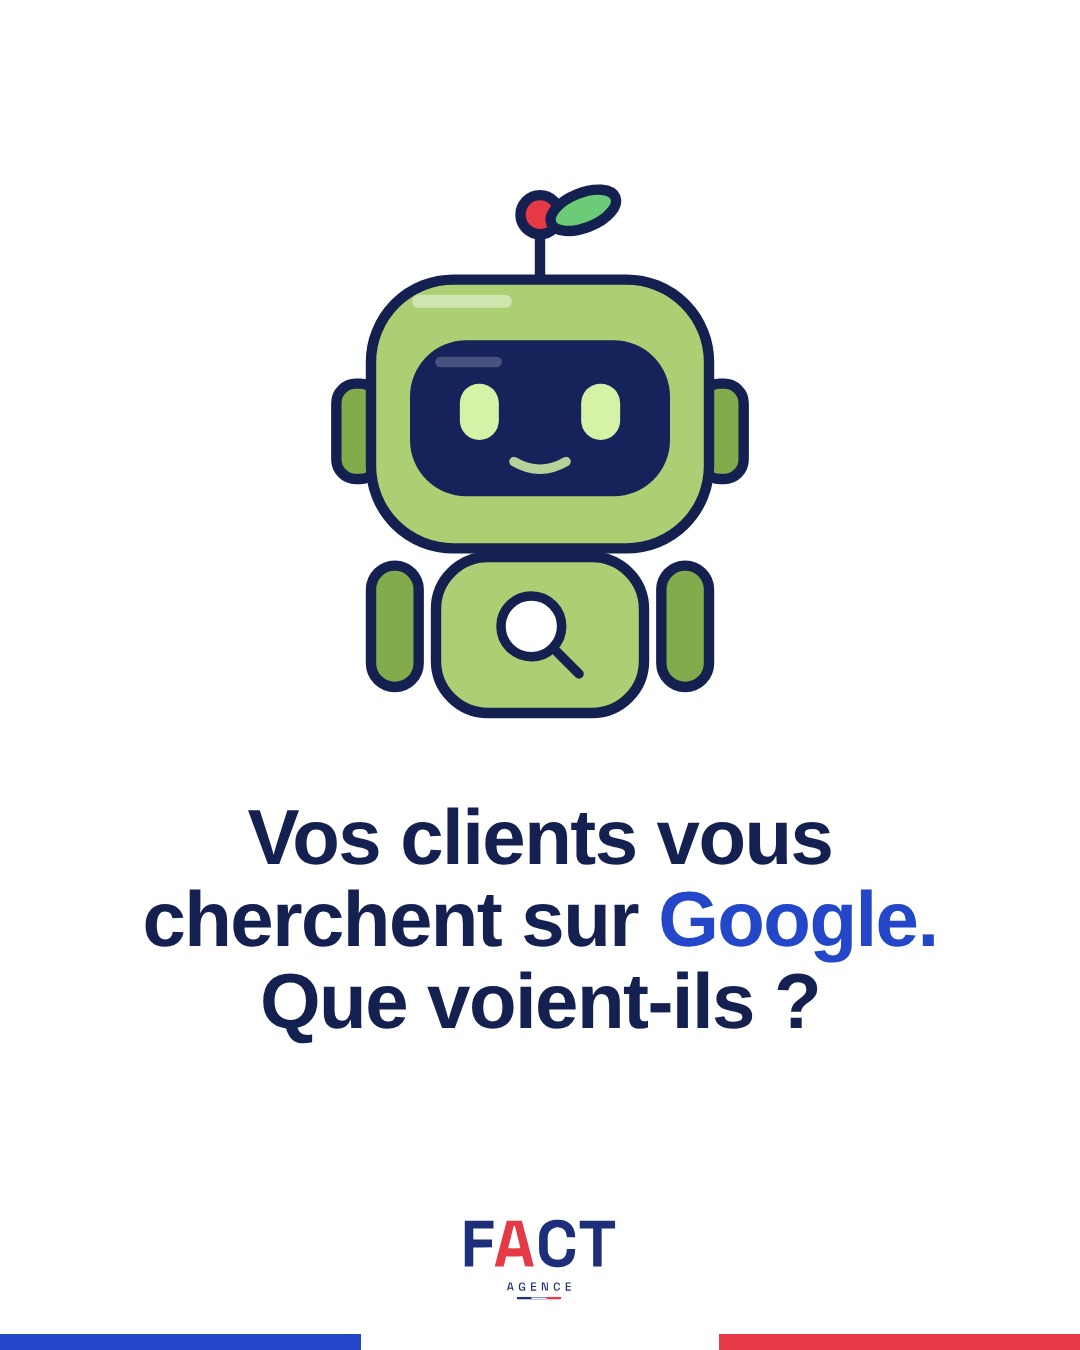 Vos clients vous
cherchent sur Google.
Que voient-ils ?
FACT
AGENCE